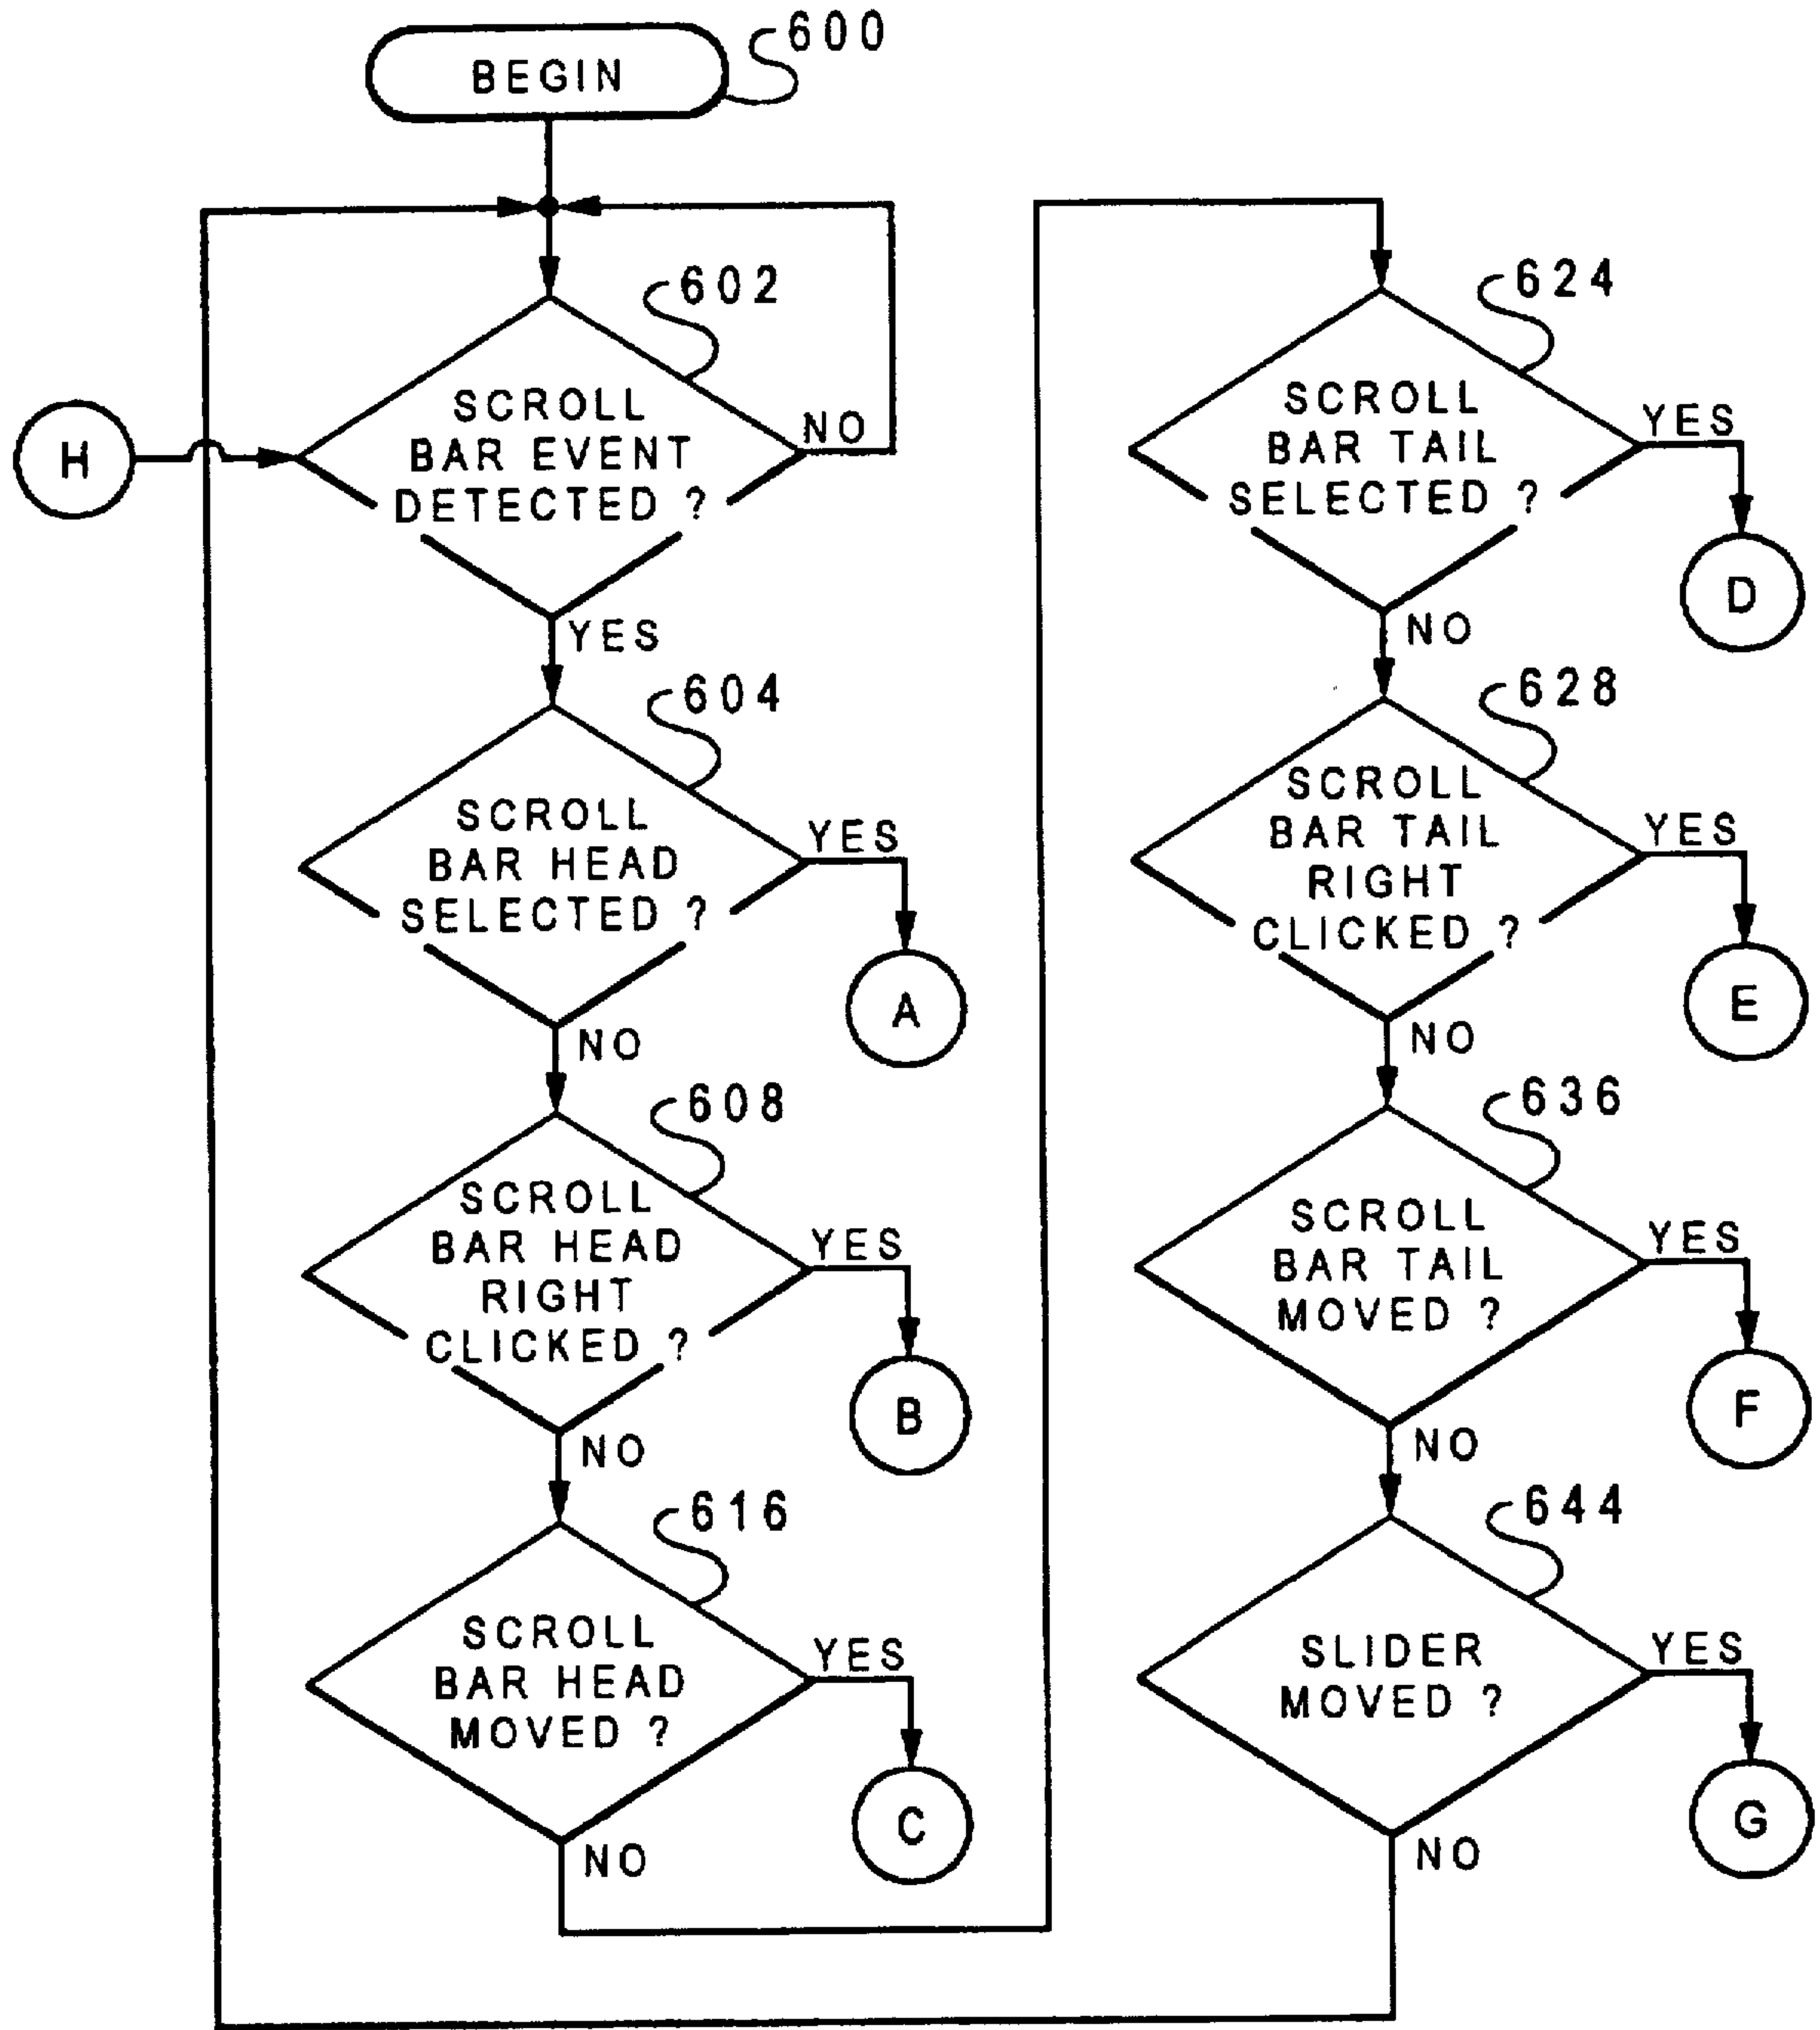 BEGIN
600
602
SCROLL
BAR EVENT
DETECTED ?
NO
H
YES
604
SCROLL
BAR HEAD
SELECTED ?
YES
A
NO
608
SCROLL
BAR HEAD
RIGHT
CLICKED ?
YES
B
NO
616
SCROLL
BAR HEAD
MOVED ?
YES
C
NO
624
SCROLL
BAR TAIL
SELECTED ?
YES
D
NO
628
SCROLL
BAR TAIL
RIGHT
CLICKED ?
YES
E
NO
636
SCROLL
BAR TAIL
MOVED ?
YES
F
NO
644
SLIDER
MOVED ?
YES
G
NO